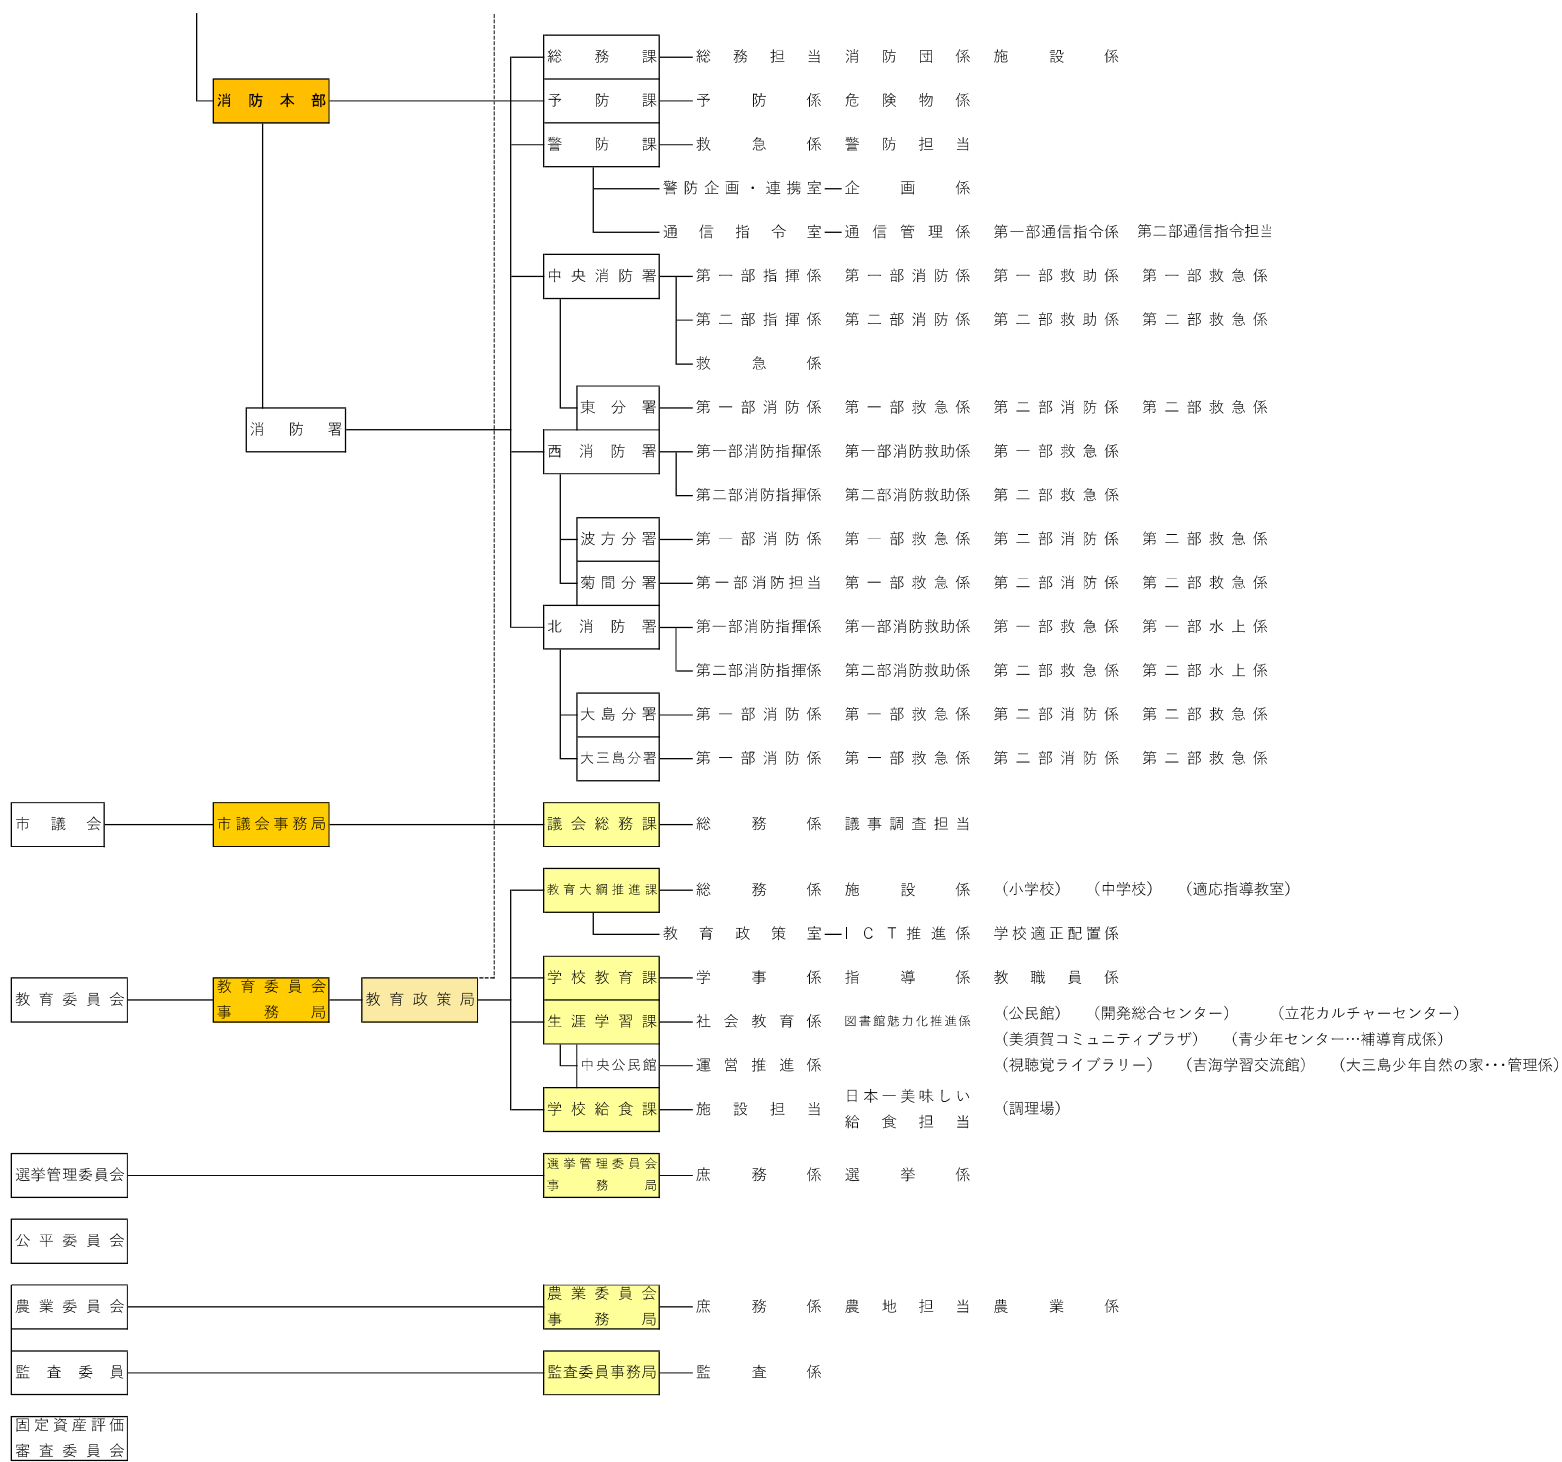 総務課 総務担当 消防団係 施設係
消防本部 予防課 予防係 危険物係
警防課 救急係 警防担当
警防企画・連携室 企画係
通信指令室 通信管理係 第一部通信指令係 第二部通信指令担当
中央消防署 第一部指揮係 第一部消防係 第一部救助係 第一部救急係
第二部指揮係 第二部消防係 第二部救助係 第二部救急係
救急係
東分署 第一部消防係 第一部救急係 第二部消防係 第二部救急係
消防署
西消防署 第一部消防指揮係 第一部消防救助係 第一部救急係
第二部消防指揮係 第二部消防救助係 第二部救急係
波方分署 第一部消防係 第一部救急係 第二部消防係 第二部救急係
菊間分署 第一部消防担当 第一部救急係 第二部消防係 第二部救急係
北消防署 第一部消防指揮係 第一部消防救助係 第一部救急係 第一部水上係
第二部消防指揮係 第二部消防救助係 第二部救急係 第二部水上係
大島分署 第一部消防係 第一部救急係 第二部消防係 第二部救急係
大三島分署 第一部消防係 第一部救急係 第二部消防係 第二部救急係
市議会 市議会事務局 議会総務課 総務係 議事調査担当
教育大綱推進課 総務係 施設係 (小学校) (中学校) (適応指導教室)
教育政策室 ICT推進係 学校適正配置係
学校教育課 学事係 指導係 教職員係
教育委員会 教育委員会
事務局 教育政策局
生涯学習課 社会教育係 図書館魅力化推進係 (公民館) (開発総合センター) (立花カルチャーセンター)
(美須賀コミュニティプラザ) (青少年センター…補導育成係)
中央公民館 運営推進係 (視聴覚ライブラリー) (吉海学習交流館) (大三島少年自然の家･･･管理係)
学校給食課 施設担当 日本一美味しい
給食担当 (調理場)
選挙管理委員会 選挙管理委員会
事務局 庶務係 選挙係
公平委員会
農業委員会 農業委員会
事務局 庶務係 農地担当 農業係
監査委員 監査委員事務局 監査係
固定資産評価
審査委員会